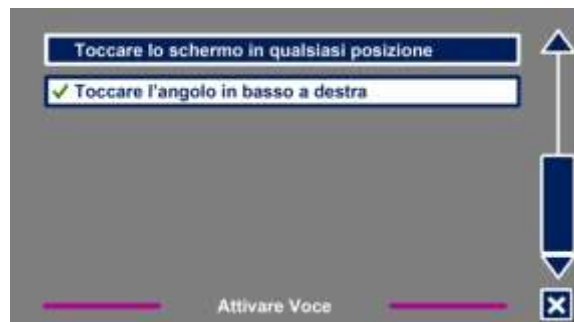 Toccare lo schermo in qualsiasi posizione
Toccare l'angolo in basso a destra
Attivare Voce